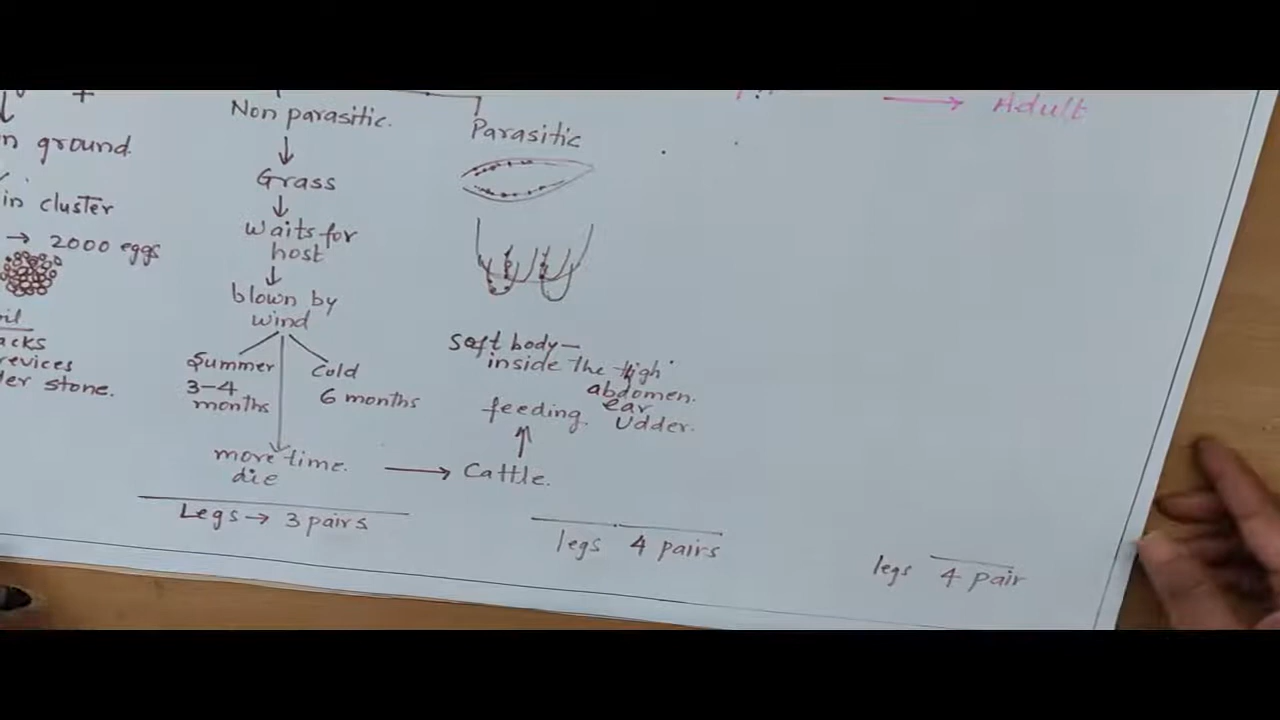 +
Adult
n ground
in cluster
→ 2000 eggs
oil
acks
revices
der stone.
Non parasitic.
Grass
waits for
host
blown by
wind
Summer
3-4
months
Cold
6 months
more time.
die
Legs → 3 pairs
Parasitic
Soft body-
inside the
abdomen.
ear
Udder.
feeding.
Cattle.
legs 4 pairs
legs 4 pair